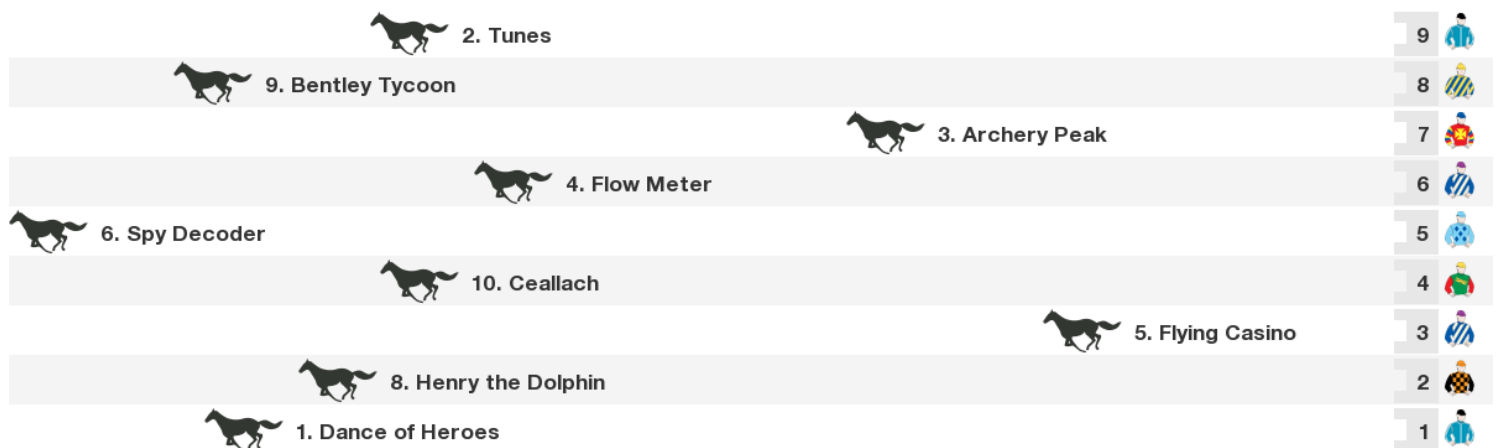 2. Tunes 9
9. Bentley Tycoon 8
3. Archery Peak 7
4. Flow Meter 6
6. Spy Decoder 5
10. Ceallach 4
5. Flying Casino 3
8. Henry the Dolphin 2
1. Dance of Heroes 1